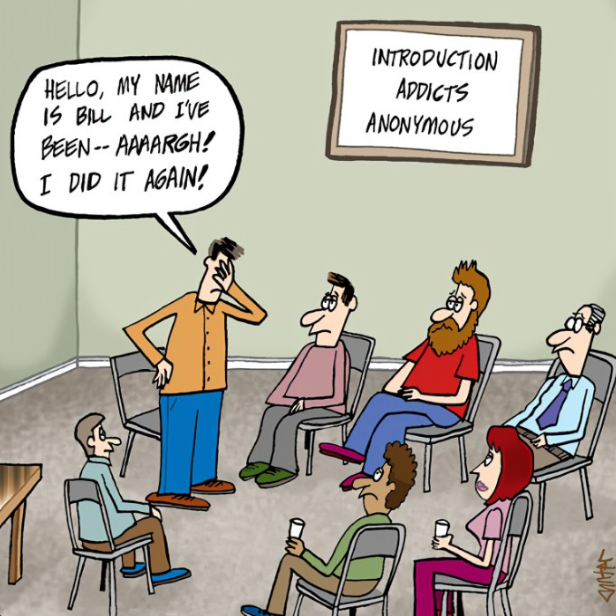 HELLO, MY NAME
IS BILL AND I'VE
BEEN-- AAAARGH!
I DID IT AGAIN!
INTRODUCTION
ADDICTS
ANONYMOUS